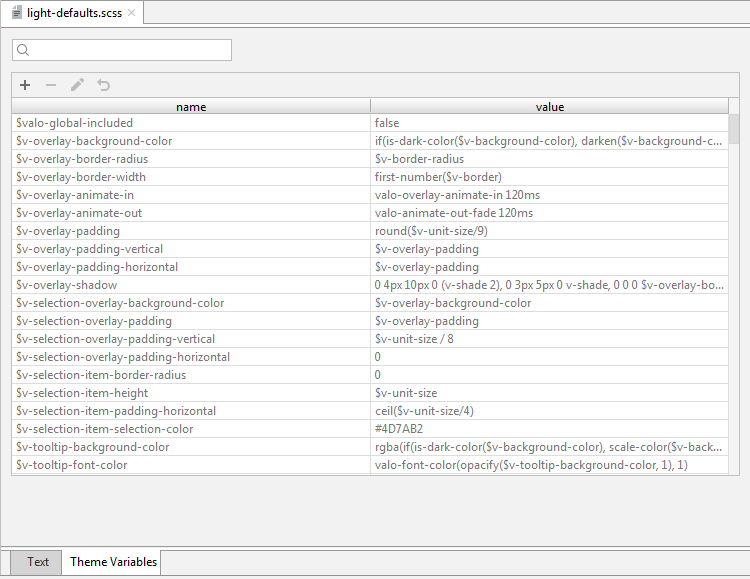 light-defaults.scss
name value
$valo-global-included false
$v-overlay-background-color if(is-dark-color($v-background-color), darken($v-background-c...
$v-overlay-border-radius $v-border-radius
$v-overlay-border-width first-number($v-border)
$v-overlay-animate-in valo-overlay-animate-in 120ms
$v-overlay-animate-out valo-animate-out-fade 120ms
$v-overlay-padding round($v-unit-size/9)
$v-overlay-padding-vertical $v-overlay-padding
$v-overlay-padding-horizontal $v-overlay-padding
$v-overlay-shadow 0 4px 10px 0 (v-shade 2), 0 3px 5px 0 v-shade, 0 0 0 $v-overlay-bo...
$v-selection-overlay-background-color $v-overlay-background-color
$v-selection-overlay-padding $v-overlay-padding
$v-selection-overlay-padding-vertical $v-unit-size / 8
$v-selection-overlay-padding-horizontal 0
$v-selection-item-border-radius 0
$v-selection-item-height $v-unit-size
$v-selection-item-padding-horizontal ceil($v-unit-size/4)
$v-selection-item-selection-color #4D7AB2
$v-tooltip-background-color rgba(if(is-dark-color($v-background-color), scale-color($v-back...
$v-tooltip-font-color valo-font-color(opacify($v-tooltip-background-color, 1), 1)
Text Theme Variables